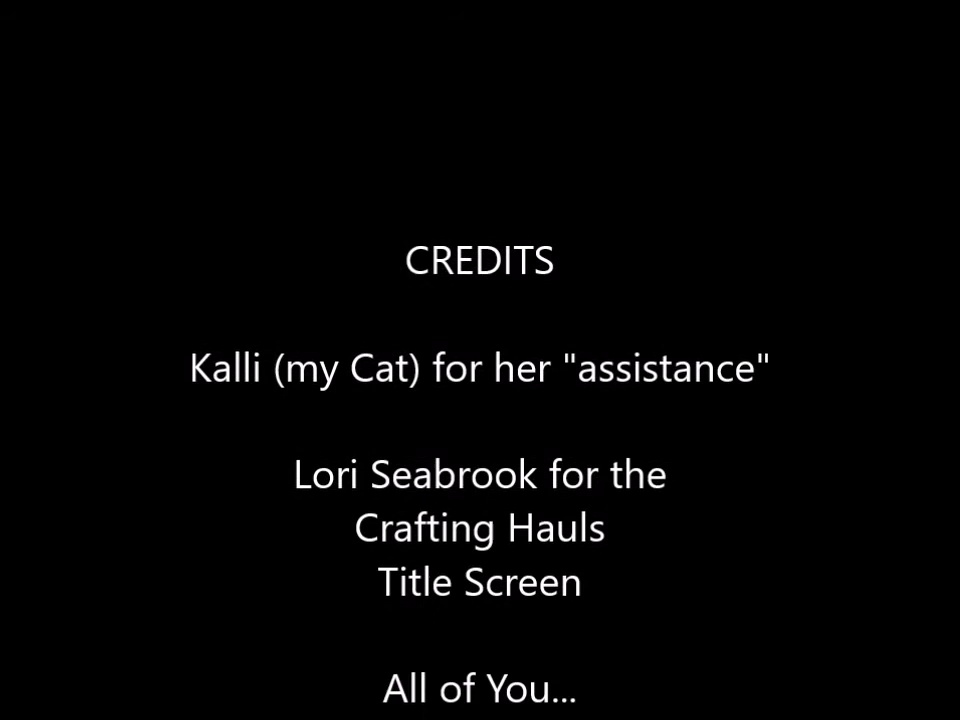 CREDITS
Kalli (my Cat) for her "assistance"
Lori Seabrook for the
Crafting Hauls
Title Screen
All of You...